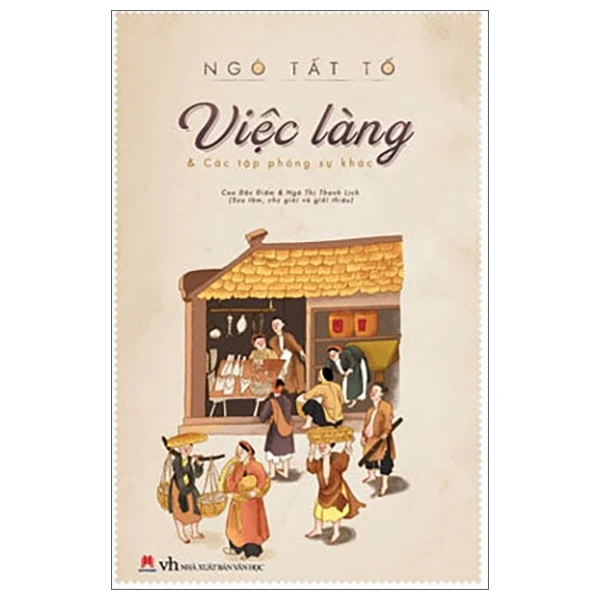 NGÔ TẤT TỐ
Việc làng
& Các tập phóng sự khác
Cao Đắc Điểm & Ngô Thị Thanh Lịch
(Sưu tầm, chú giải và giới thiệu)
vh NHÀ XUẤT BẢN VĂN HỌC